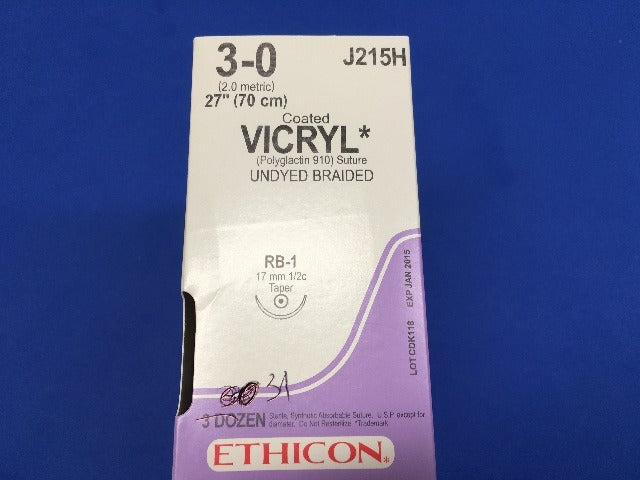 3-0
J215H
(2.0 metric)
27" (70 cm)
Coated
VICRYL*
(Polyglactin 910) Suture
UNDYED BRAIDED
RB-1
17 mm 1/2c
Taper
LOT CDK118 EXP JAN 2015
31
3 DOZEN
Sterile, Synthetic Absorbable Suture. U.S.P. except for
diameter. Do Not Resterilize. *Trademark
ETHICON*